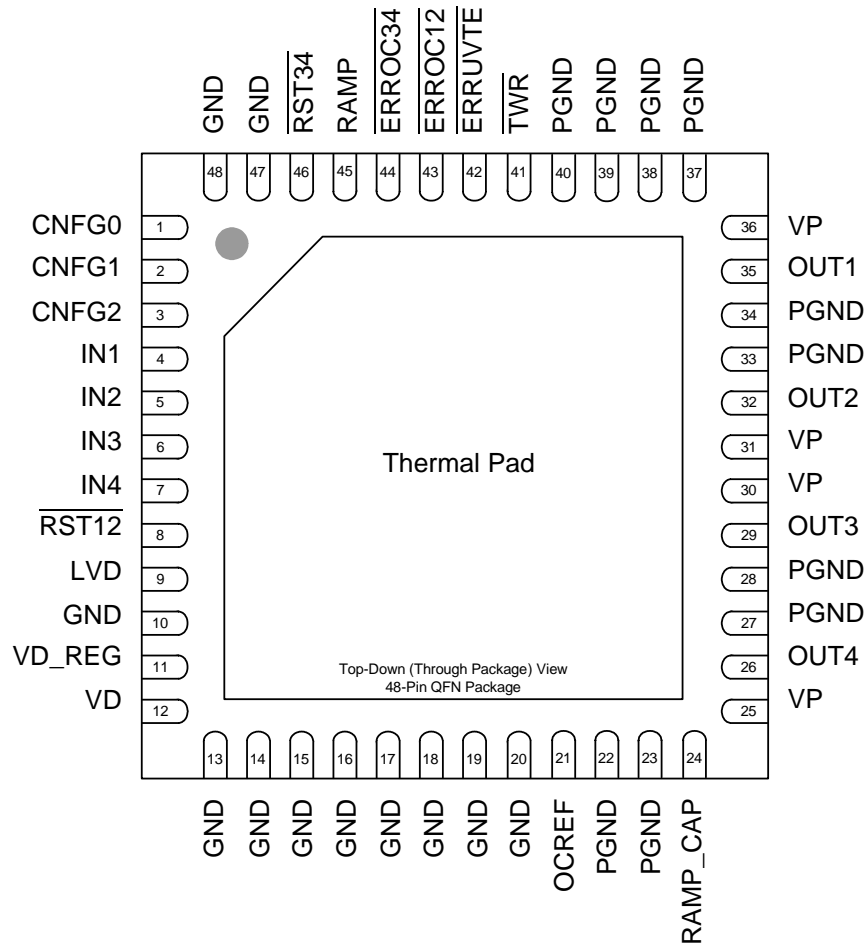 GND
GND
RST34
RAMP
ERROC34
ERROC12
ERRUVTE
TWR
PGND
PGND
PGND
PGND
48
47
46
45
44
43
42
41
40
39
38
37
CNFG0 1
CNFG1 2
CNFG2 3
IN1 4
IN2 5
IN3 6
IN4 7
RST12 8
LVD 9
GND 10
VD_REG 11
VD 12
36 VP
35 OUT1
34 PGND
33 PGND
32 OUT2
31 VP
30 VP
29 OUT3
28 PGND
27 PGND
26 OUT4
25 VP
Thermal Pad
Top-Down (Through Package) View
48-Pin QFN Package
13
14
15
16
17
18
19
20
21
22
23
24
GND
GND
GND
GND
GND
GND
GND
GND
OCREF
PGND
PGND
RAMP_CAP